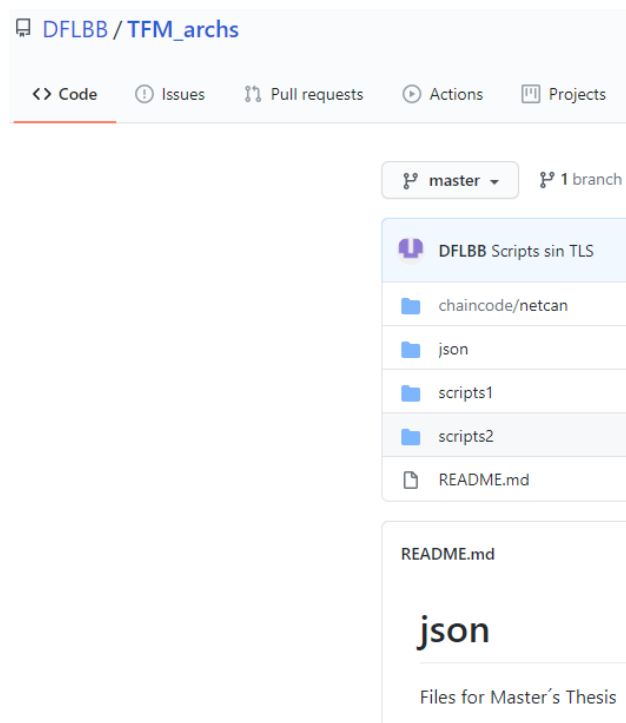 DFLBB / TFM_archs
Code Issues Pull requests Actions Projects
master 1 branch
DFLBB Scripts sin TLS
chaincode/netcan
json
scripts1
scripts2
README.md
README.md
json
Files for Master´s Thesis